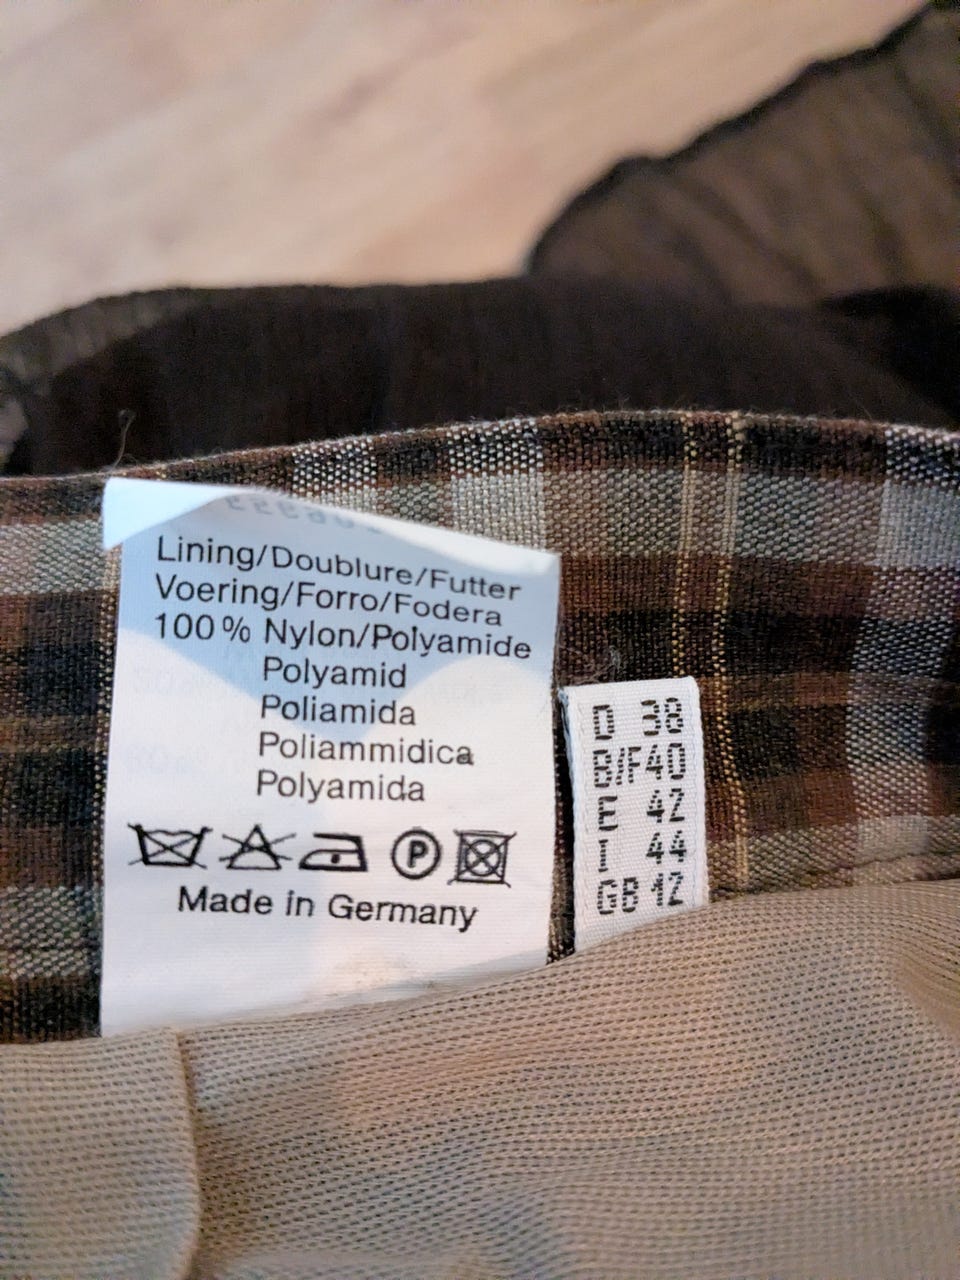 Lining/Doublure/Futter
Voering/Forro/Fodera
100% Nylon/Polyamide
Polyamid
Poliamida
Poliammidica
Polyamida
P
Made in Germany
D 38
B/F40
E 42
I 44
GB 12